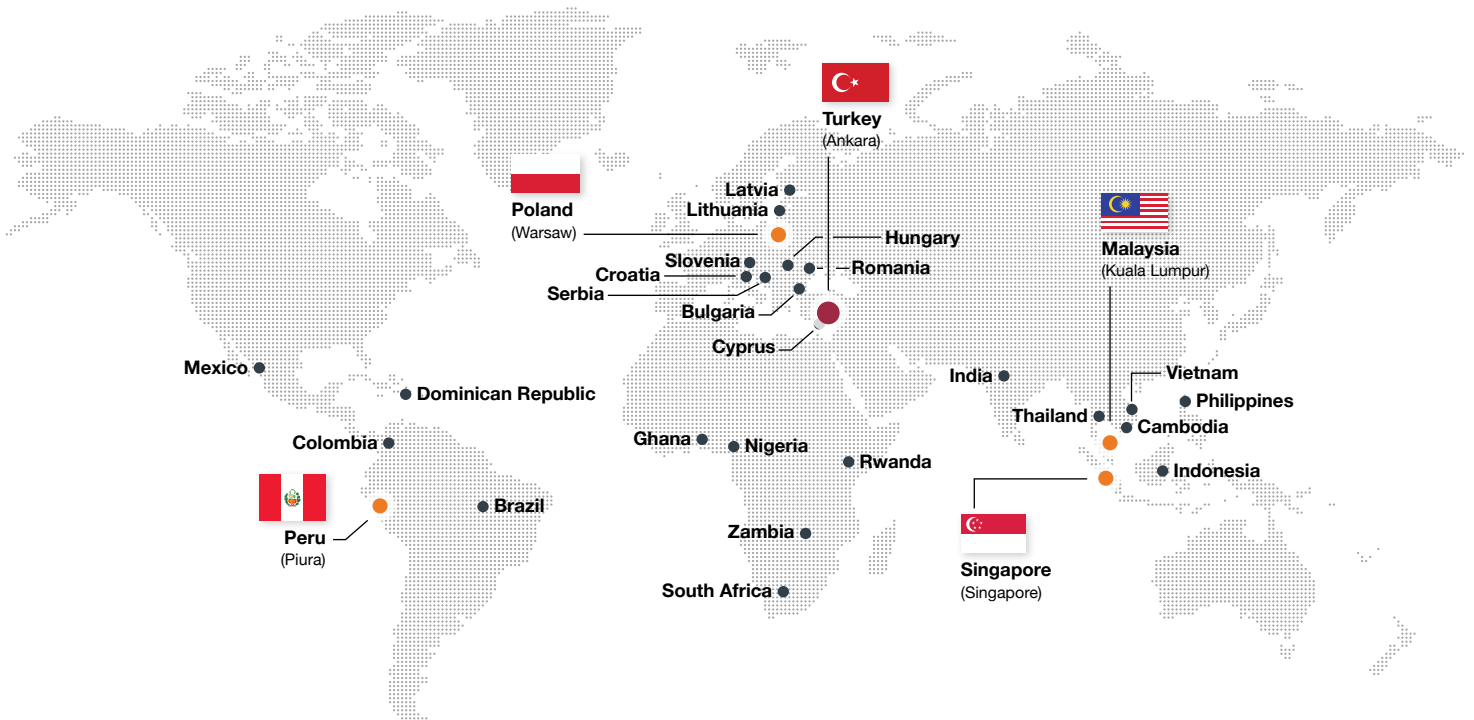 Turkey
(Ankara)
Latvia
Lithuania
Poland
(Warsaw)
Hungary
Slovenia
Romania
Croatia
Serbia
Bulgaria
Cyprus
Malaysia
(Kuala Lumpur)
Mexico
Dominican Republic
India
Vietnam
Philippines
Thailand
Cambodia
Colombia
Ghana
Nigeria
Rwanda
Indonesia
Brazil
Peru
(Piura)
Zambia
South Africa
Singapore
(Singapore)